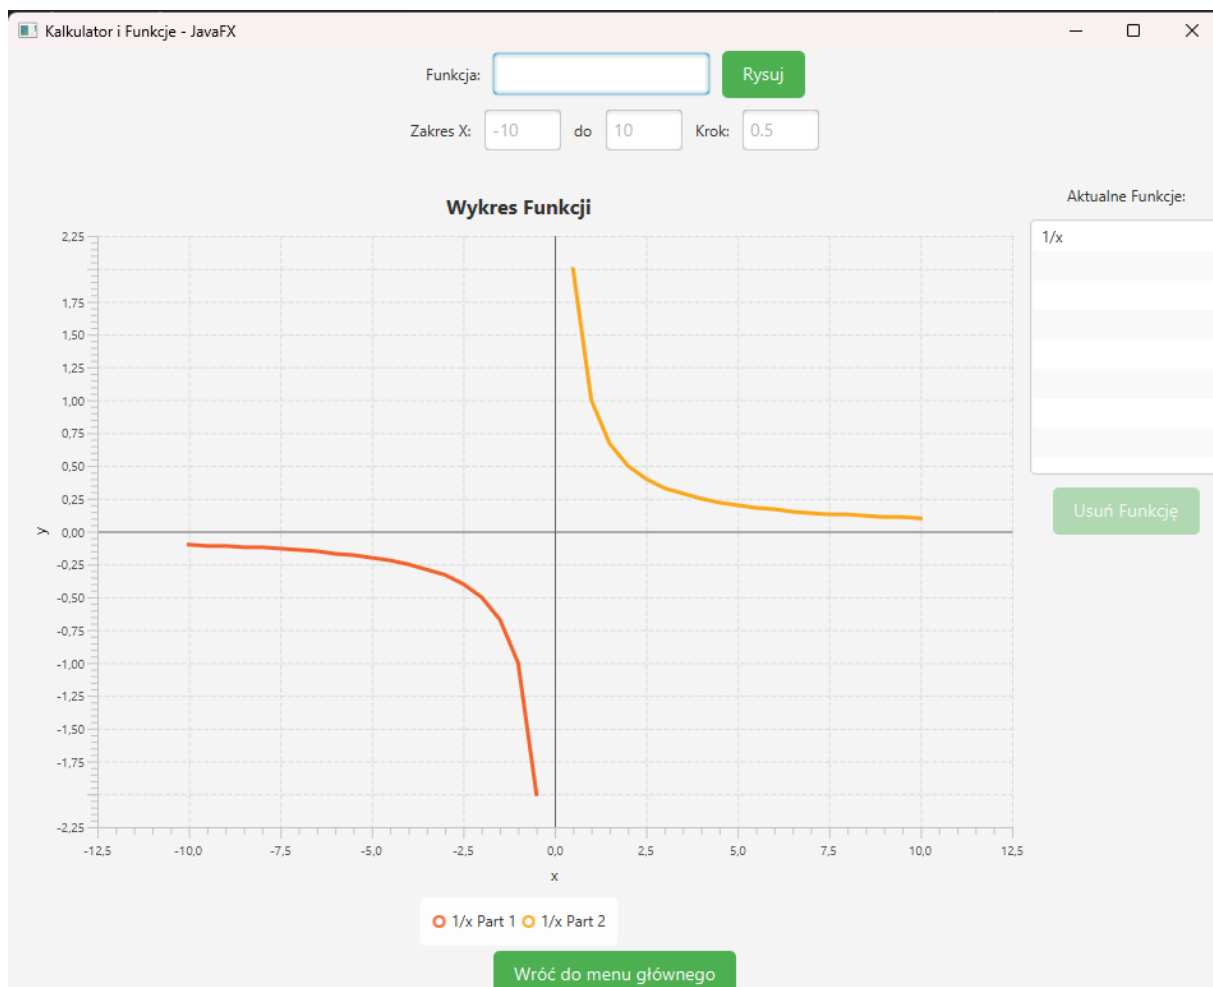 Kalkulator i Funkcje - JavaFX
Funkcja: Rysuj
Zakres X: -10 do 10 Krok: 0.5
Wykres Funkcji
Aktualne Funkcje:
1/x
Usuń Funkcję
2,25
1,75
1,50
1,25
1,00
0,75
0,50
0,25
0,00
-0,25
-0,50
-0,75
-1,00
-1,25
-1,50
-1,75
-2,25
y
-12,5 -10,0 -7,5 -5,0 -2,5 0,0 2,5 5,0 7,5 10,0 12,5
x
1/x Part 1 1/x Part 2
Wróć do menu głównego